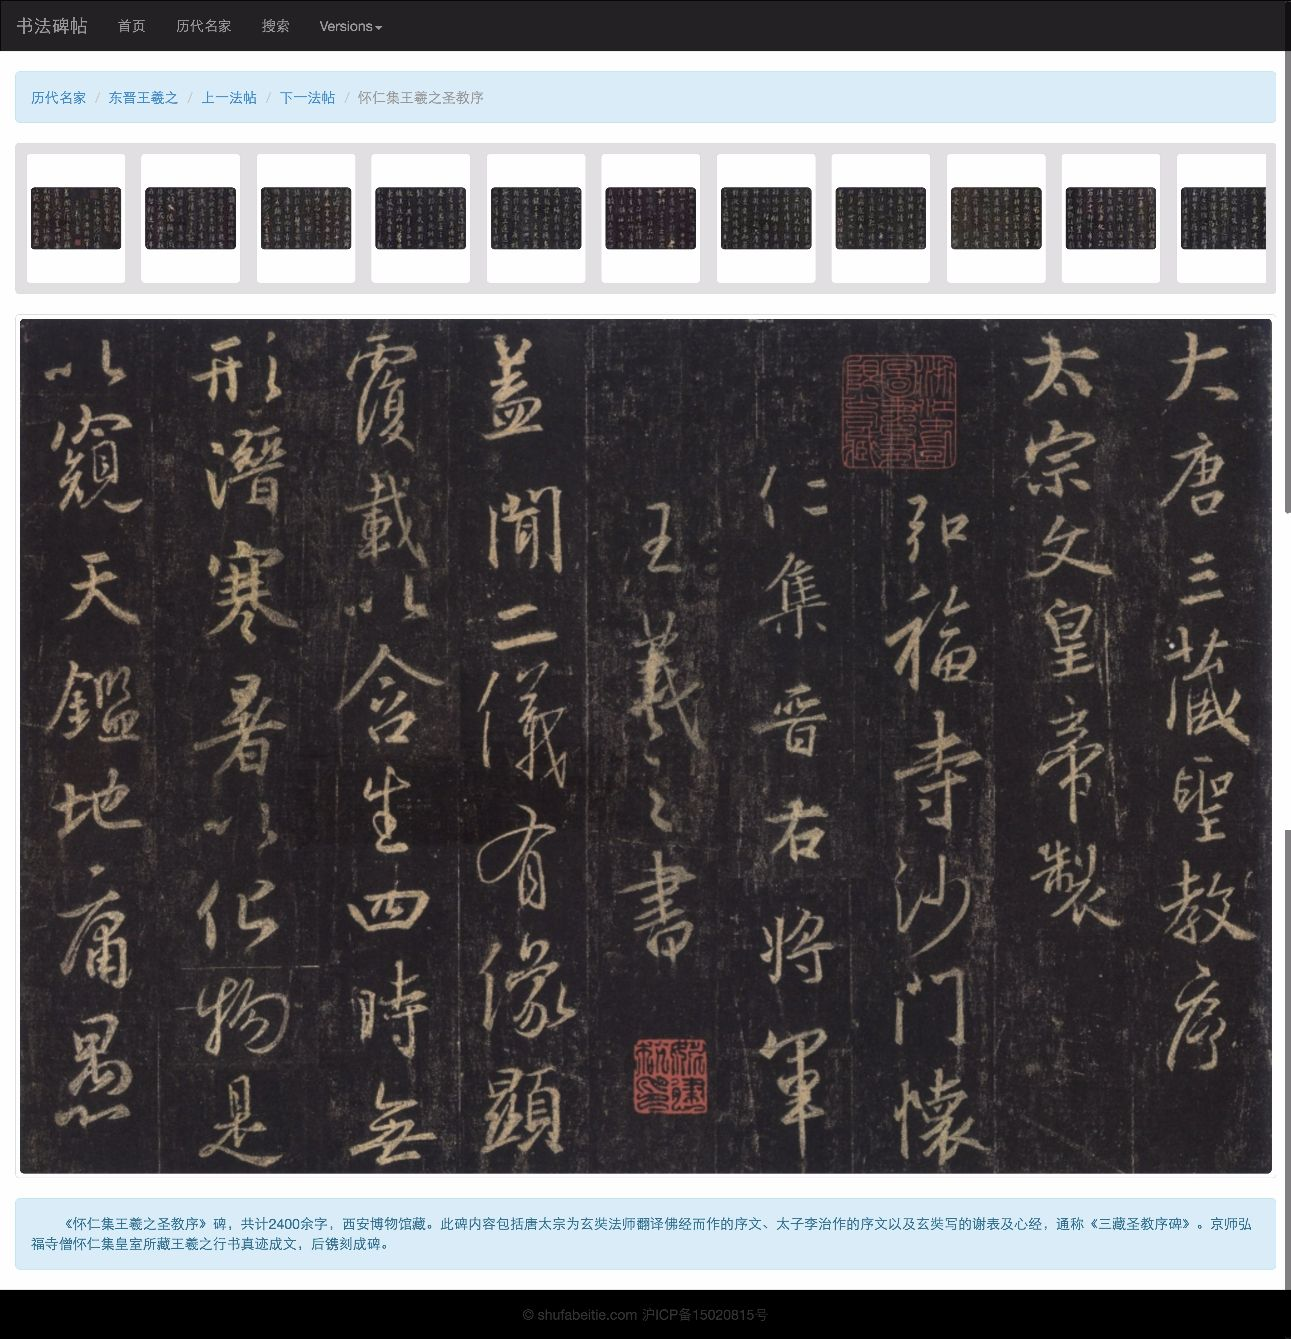 书法碑帖 首页 历代名家 搜索 Versions
历代名家 / 东晋王羲之 / 上一法帖 / 下一法帖 / 怀仁集王羲之圣教序
大唐三藏聖教序
太宗文皇帝製
弘福寺沙門懷
仁集晉右將軍
王羲之書
蓋聞二儀有像顯
覆載以含生四時無
形潛寒暑以化物是
以窺天鑑地庸愚
《怀仁集王羲之圣教序》碑，共计2400余字，西安博物馆藏。此碑内容包括唐太宗为玄奘法师翻译佛经而作的序文、太子李治作的序文以及玄奘写的谢表及心经，通称《三藏圣教序碑》。京师弘
福寺僧怀仁集皇室所藏王羲之行书真迹成文，后镌刻成碑。
© shufabeitie.com 沪ICP备15020815号